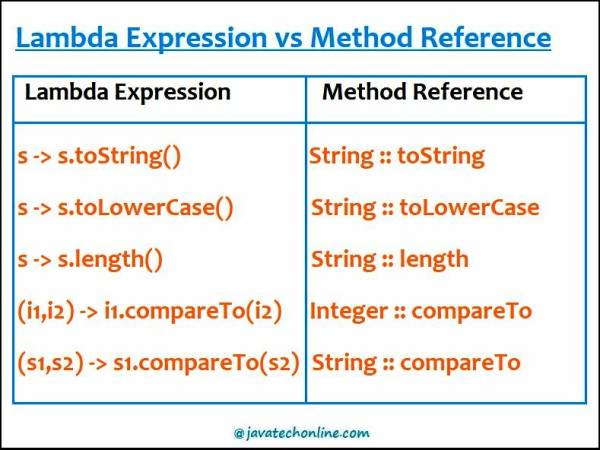 Lambda Expression vs Method Reference
Lambda Expression Method Reference
s -> s.toString() String :: toString
s -> s.toLowerCase() String :: toLowerCase
s -> s.length() String :: length
(i1,i2) -> i1.compareTo(i2) Integer :: compareTo
(s1,s2) -> s1.compareTo(s2) String :: compareTo
@javatechonline.com